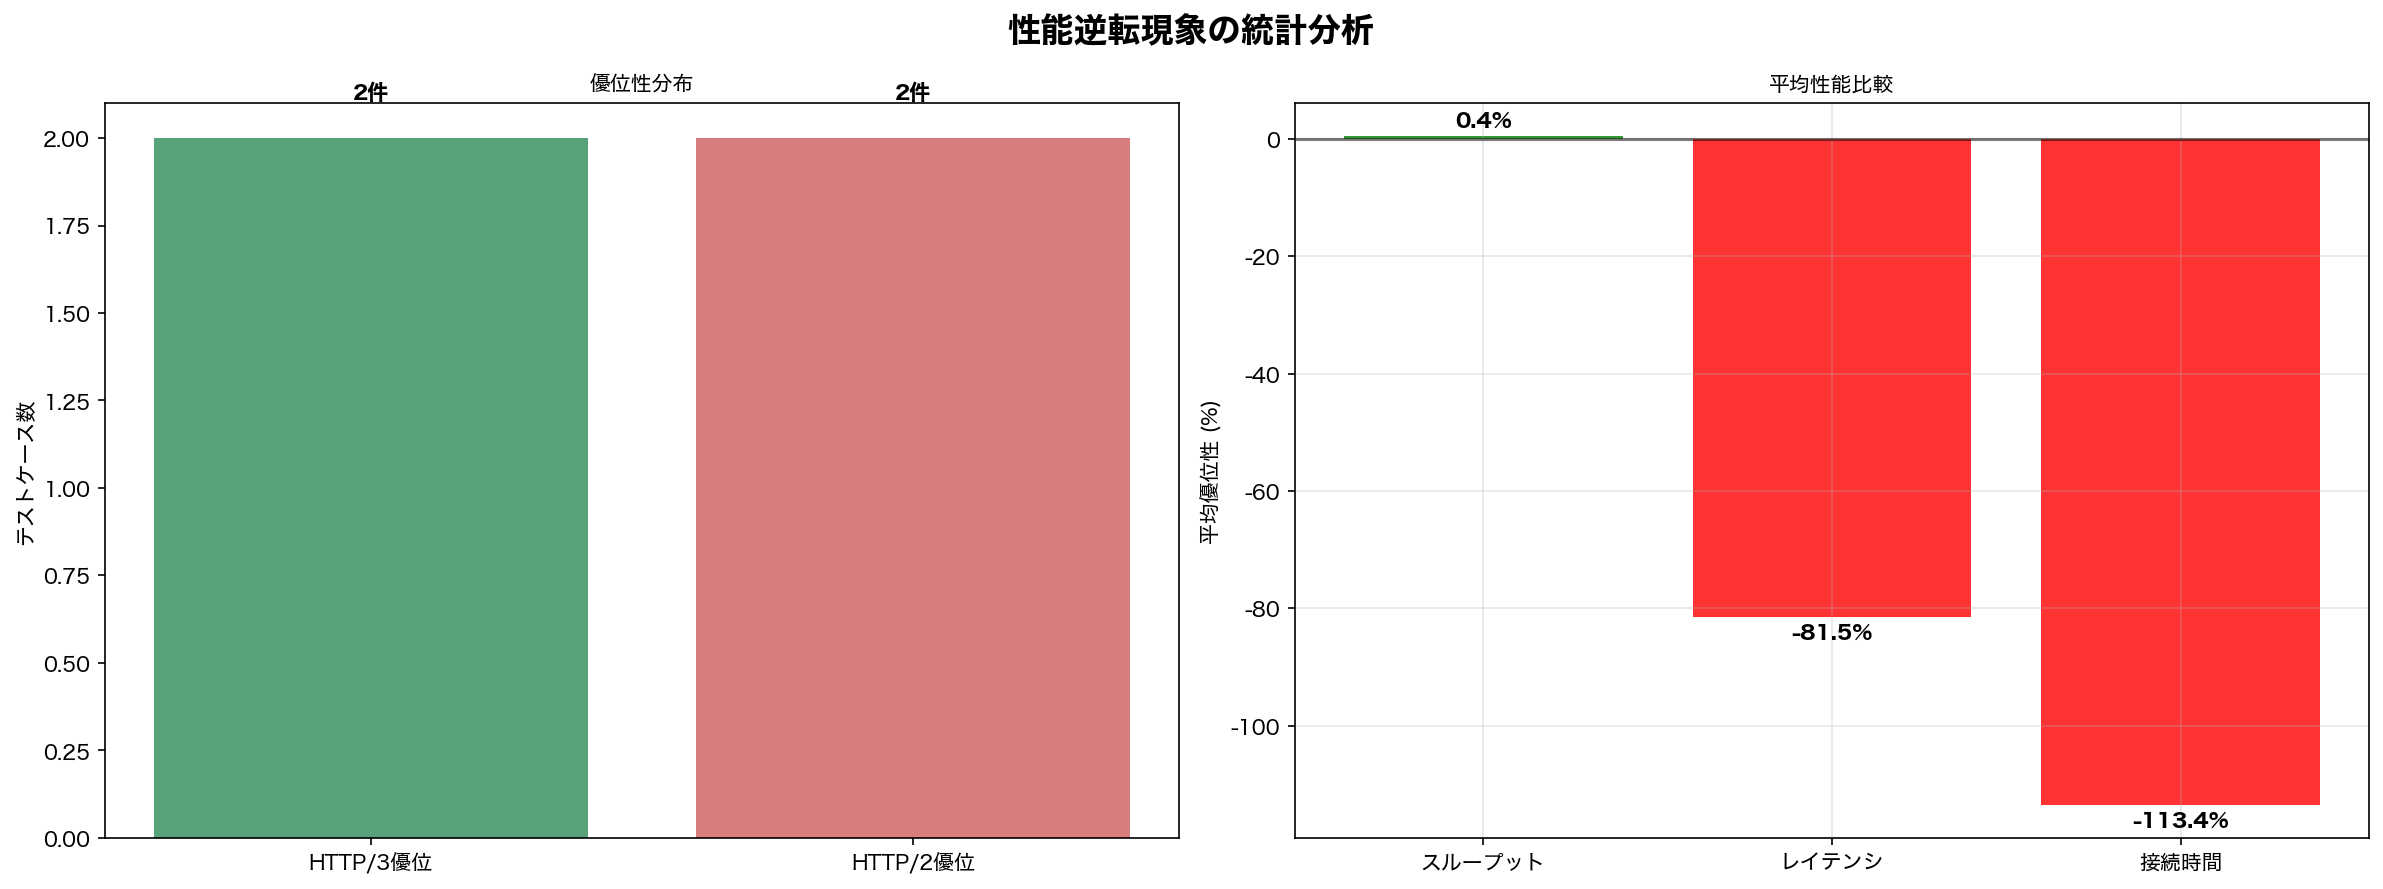 性能逆転現象の統計分析
優位性分布
2件
2件
テストケース数
2.00
1.75
1.50
1.25
1.00
0.75
0.50
0.25
0.00
HTTP/3優位
HTTP/2優位
平均性能比較
平均優位性 (%)
0
-20
-40
-60
-80
-100
0.4%
-81.5%
-113.4%
スループット
レイテンシ
接続時間